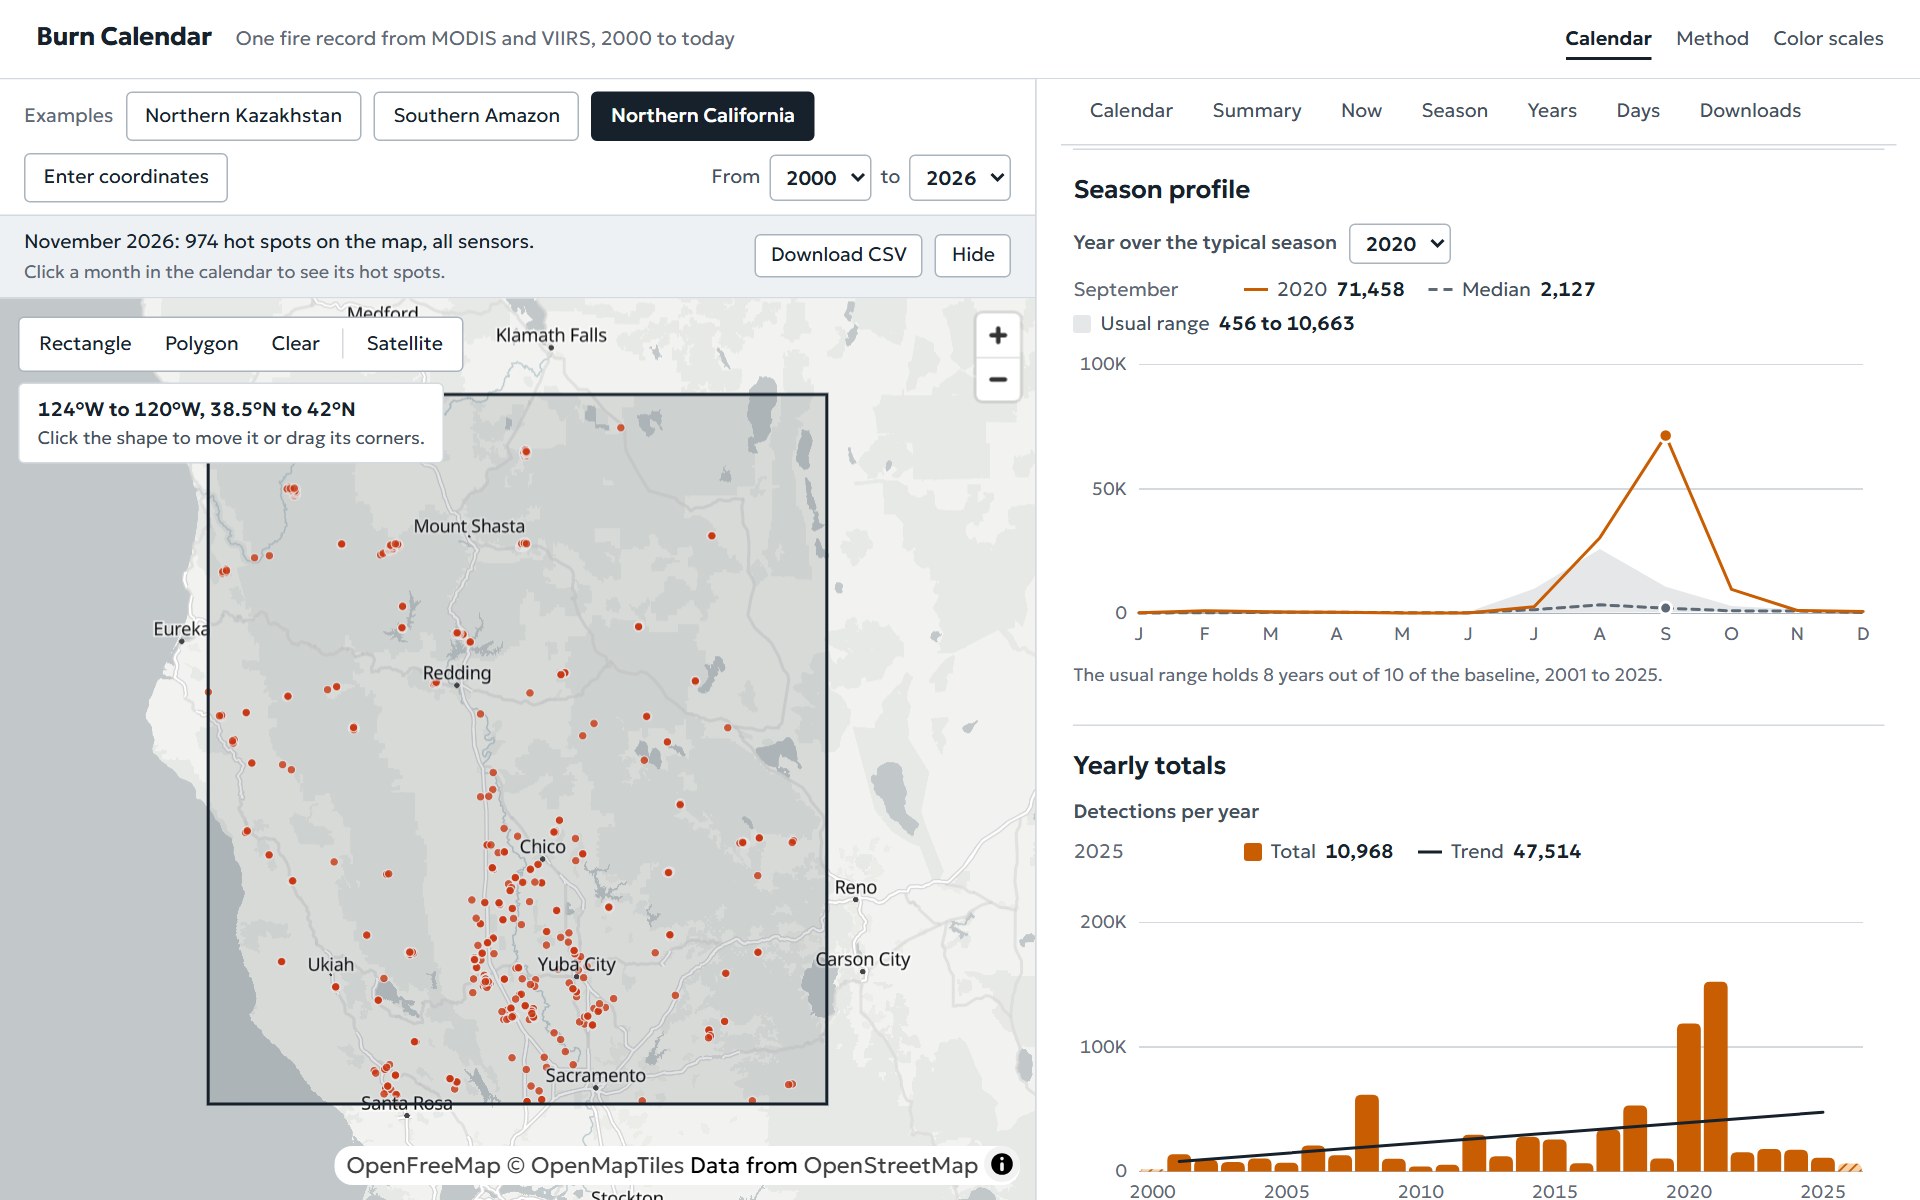 Burn Calendar
One fire record from MODIS and VIIRS, 2000 to today
Calendar
Method
Color scales
Examples
Northern Kazakhstan
Southern Amazon
Northern California
Enter coordinates
From 2000 to 2026
November 2026: 974 hot spots on the map, all sensors.
Click a month in the calendar to see its hot spots.
Download CSV
Hide
Medford
Klamath Falls
Rectangle
Polygon
Clear
Satellite
+
−
124°W to 120°W, 38.5°N to 42°N
Click the shape to move it or drag its corners.
Mount Shasta
Eureka
Redding
Chico
Reno
Ukiah
Yuba City
Carson City
Sacramento
Santa Rosa
OpenFreeMap © OpenMapTiles Data from OpenStreetMap
Stockton
Calendar
Summary
Now
Season
Years
Days
Downloads
Season profile
Year over the typical season 2020
September 2020 71,458 Median 2,127
Usual range 456 to 10,663
100K
50K
0
J F M A M J J A S O N D
The usual range holds 8 years out of 10 of the baseline, 2001 to 2025.
Yearly totals
Detections per year
2025 Total 10,968 Trend 47,514
200K
100K
0
2000 2005 2010 2015 2020 2025